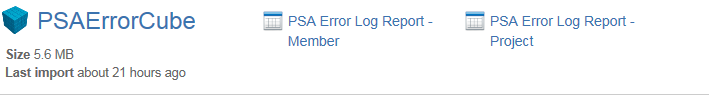 PSAErrorCube
Size 5.6 MB
Last import about 21 hours ago
PSA Error Log Report -
Member
PSA Error Log Report -
Project